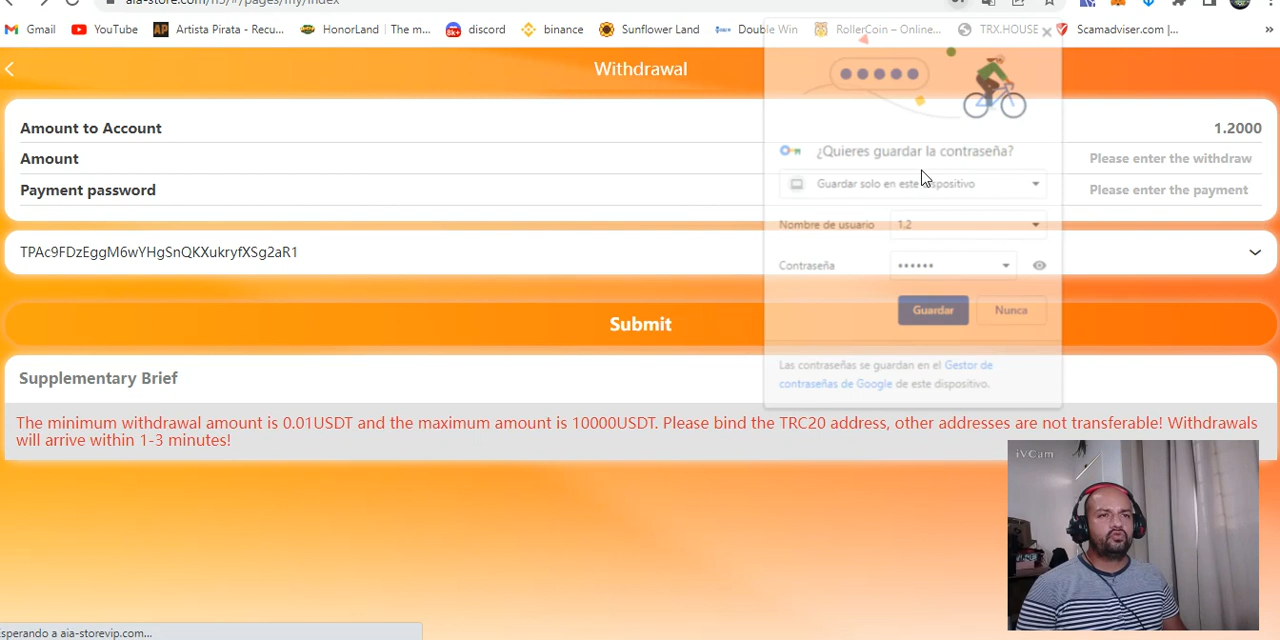 aia-store.com/h5/#/pages/my/index
Gmail YouTube Artista Pirata - Recu... HonorLand | The m... 8k+ discord binance Sunflower Land Double Win RollerCoin – Online... TRX.HOUSE Scamadviser.com |... »
Withdrawal
Amount to Account 1.2000
Amount Please enter the withdraw
Payment password Please enter the payment
TPAc9FDzEggM6wYHgSnQKXukryfXSg2aR1
Submit
Supplementary Brief
The minimum withdrawal amount is 0.01USDT and the maximum amount is 10000USDT. Please bind the TRC20 address, other addresses are not transferable! Withdrawals
will arrive within 1-3 minutes!
¿Quieres guardar la contraseña?
Guardar solo en este dispositivo
Nombre de usuario 1.2
Contraseña ••••••
Guardar Nunca
Las contraseñas se guardan en el Gestor de
contraseñas de Google de este dispositivo.
iVCam
Esperando a aia-storevip.com...